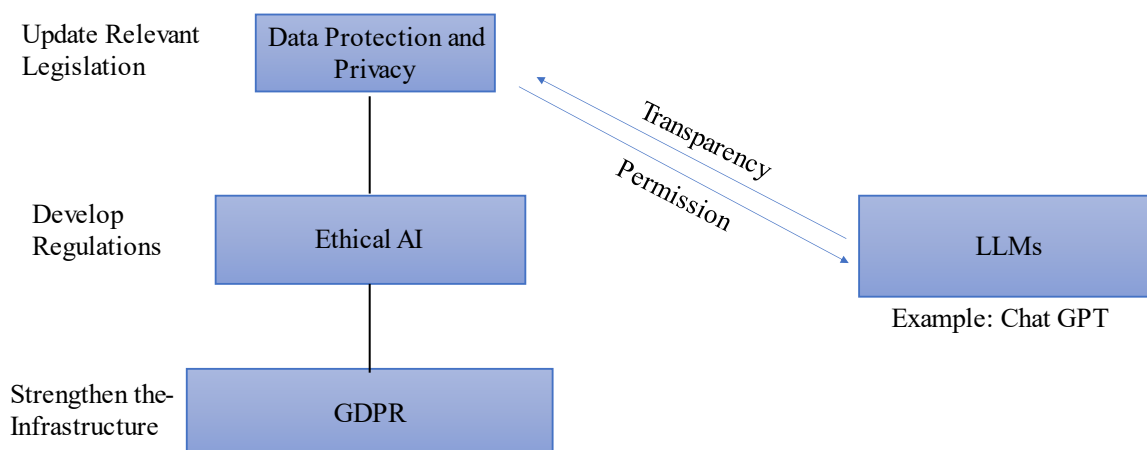 Update Relevant
Legislation
Data Protection and
Privacy
Transparency
Permission
Develop
Regulations
Ethical AI
LLMs
Example: Chat GPT
Strengthen the-
Infrastructure
GDPR